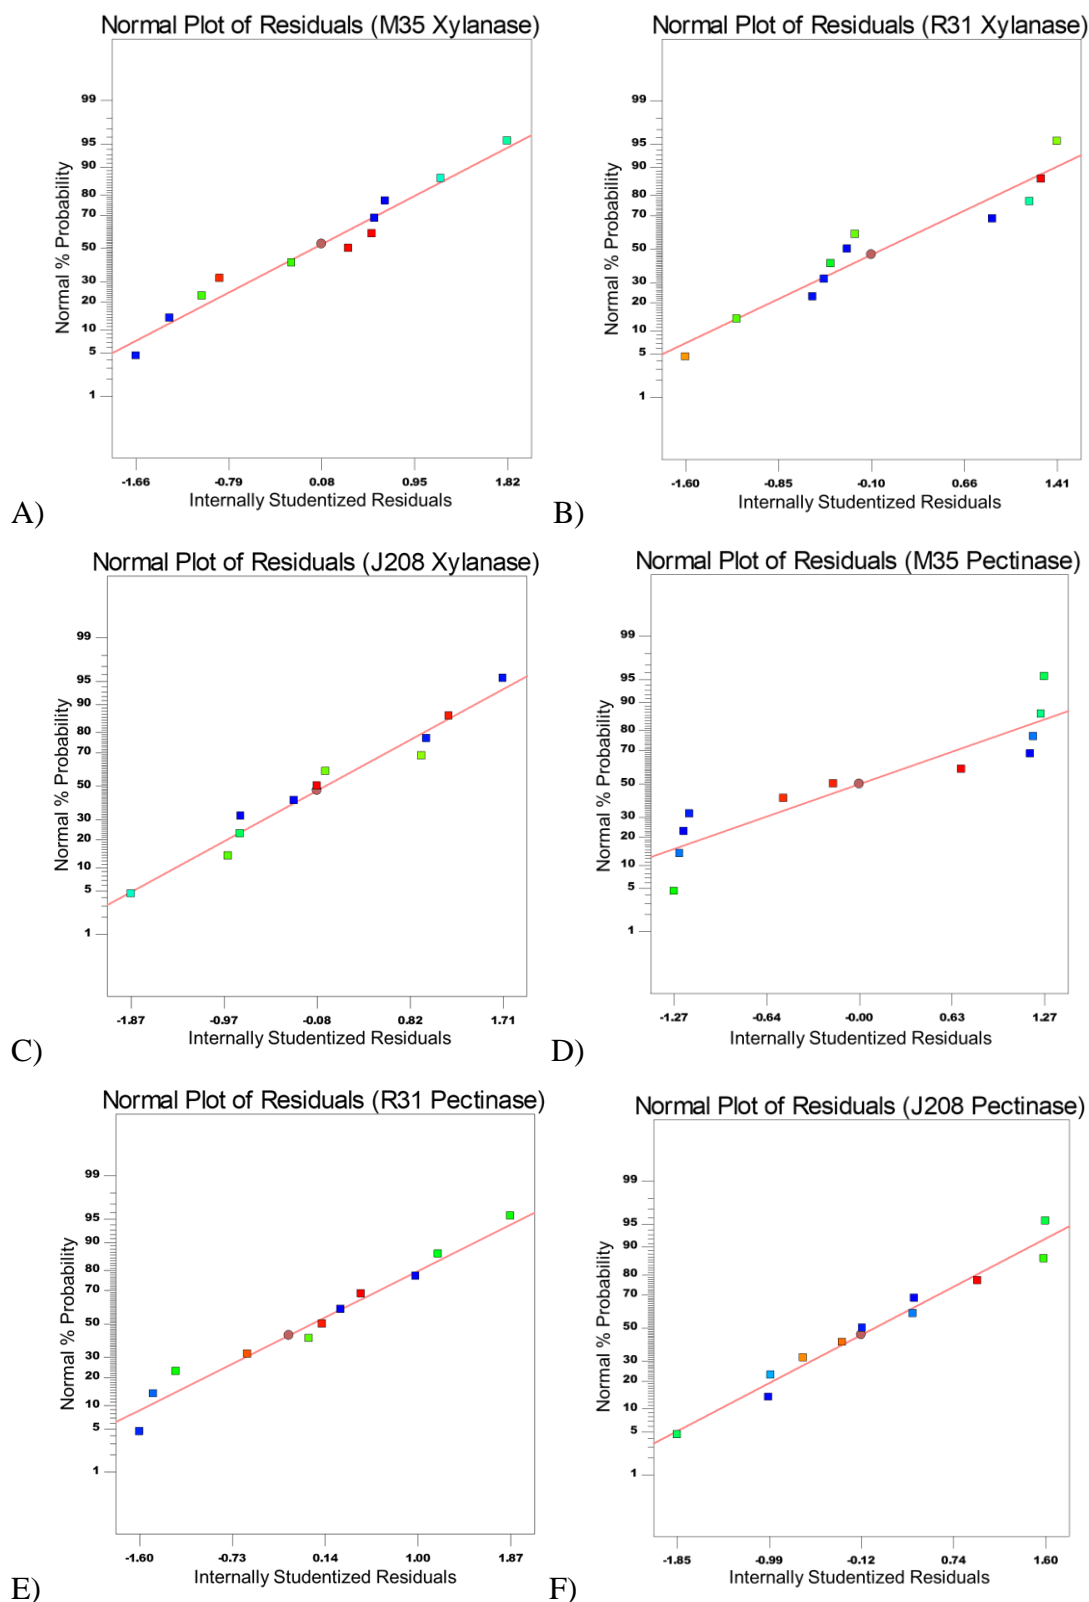 Normal Plot of Residuals (M35 Xylanase)
Normal % Probability
99
95
90
80
70
50
30
20
10
5
1
-1.66 -0.79 0.08 0.95 1.82
Internally Studentized Residuals
A)
Normal Plot of Residuals (R31 Xylanase)
Normal % Probability
99
95
90
80
70
50
30
20
10
5
1
-1.60 -0.85 -0.10 0.66 1.41
Internally Studentized Residuals
B)
Normal Plot of Residuals (J208 Xylanase)
Normal % Probability
99
95
90
80
70
50
30
20
10
5
1
-1.87 -0.97 -0.08 0.82 1.71
Internally Studentized Residuals
C)
Normal Plot of Residuals (M35 Pectinase)
Normal % Probability
99
95
90
80
70
50
30
20
10
5
1
-1.27 -0.64 -0.00 0.63 1.27
Internally Studentized Residuals
D)
Normal Plot of Residuals (R31 Pectinase)
Normal % Probability
99
95
90
80
70
50
30
20
10
5
1
-1.60 -0.73 0.14 1.00 1.87
Internally Studentized Residuals
E)
Normal Plot of Residuals (J208 Pectinase)
Normal % Probability
99
95
90
80
70
50
30
20
10
5
1
-1.85 -0.99 -0.12 0.74 1.60
Internally Studentized Residuals
F)